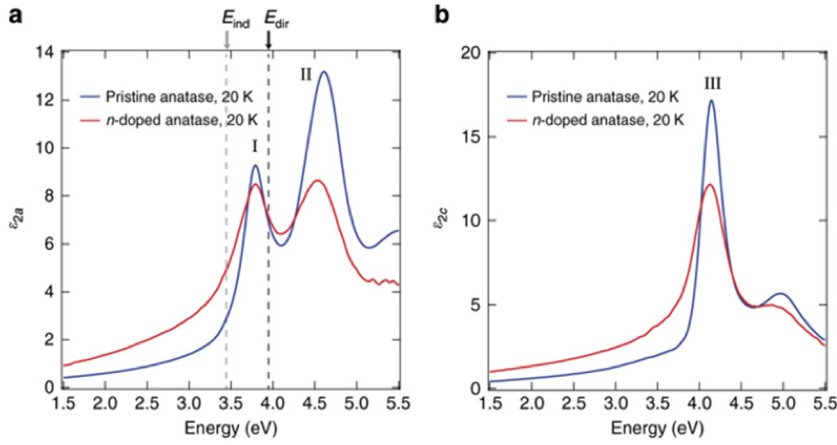 a
E_ind E_dir
14
12
10
8
6
4
2
0
ε2a
Pristine anatase, 20 K
n-doped anatase, 20 K
I
II
1.5 2.0 2.5 3.0 3.5 4.0 4.5 5.0 5.5
Energy (eV)
b
20
15
10
5
0
ε2c
Pristine anatase, 20 K
n-doped anatase, 20 K
III
1.5 2.0 2.5 3.0 3.5 4.0 4.5 5.0 5.5
Energy (eV)